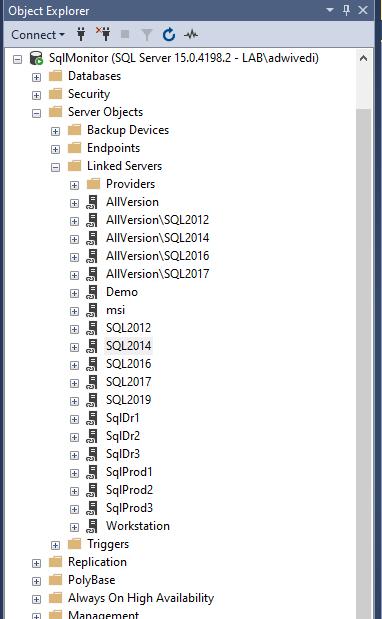 Object Explorer
Connect
SqlMonitor (SQL Server 15.0.4198.2 - LAB\adwivedi)
Databases
Security
Server Objects
Backup Devices
Endpoints
Linked Servers
Providers
AllVersion
AllVersion\SQL2012
AllVersion\SQL2014
AllVersion\SQL2016
AllVersion\SQL2017
Demo
msi
SQL2012
SQL2014
SQL2016
SQL2017
SQL2019
SqlDr1
SqlDr2
SqlDr3
SqlProd1
SqlProd2
SqlProd3
Workstation
Triggers
Replication
PolyBase
Always On High Availability
Management